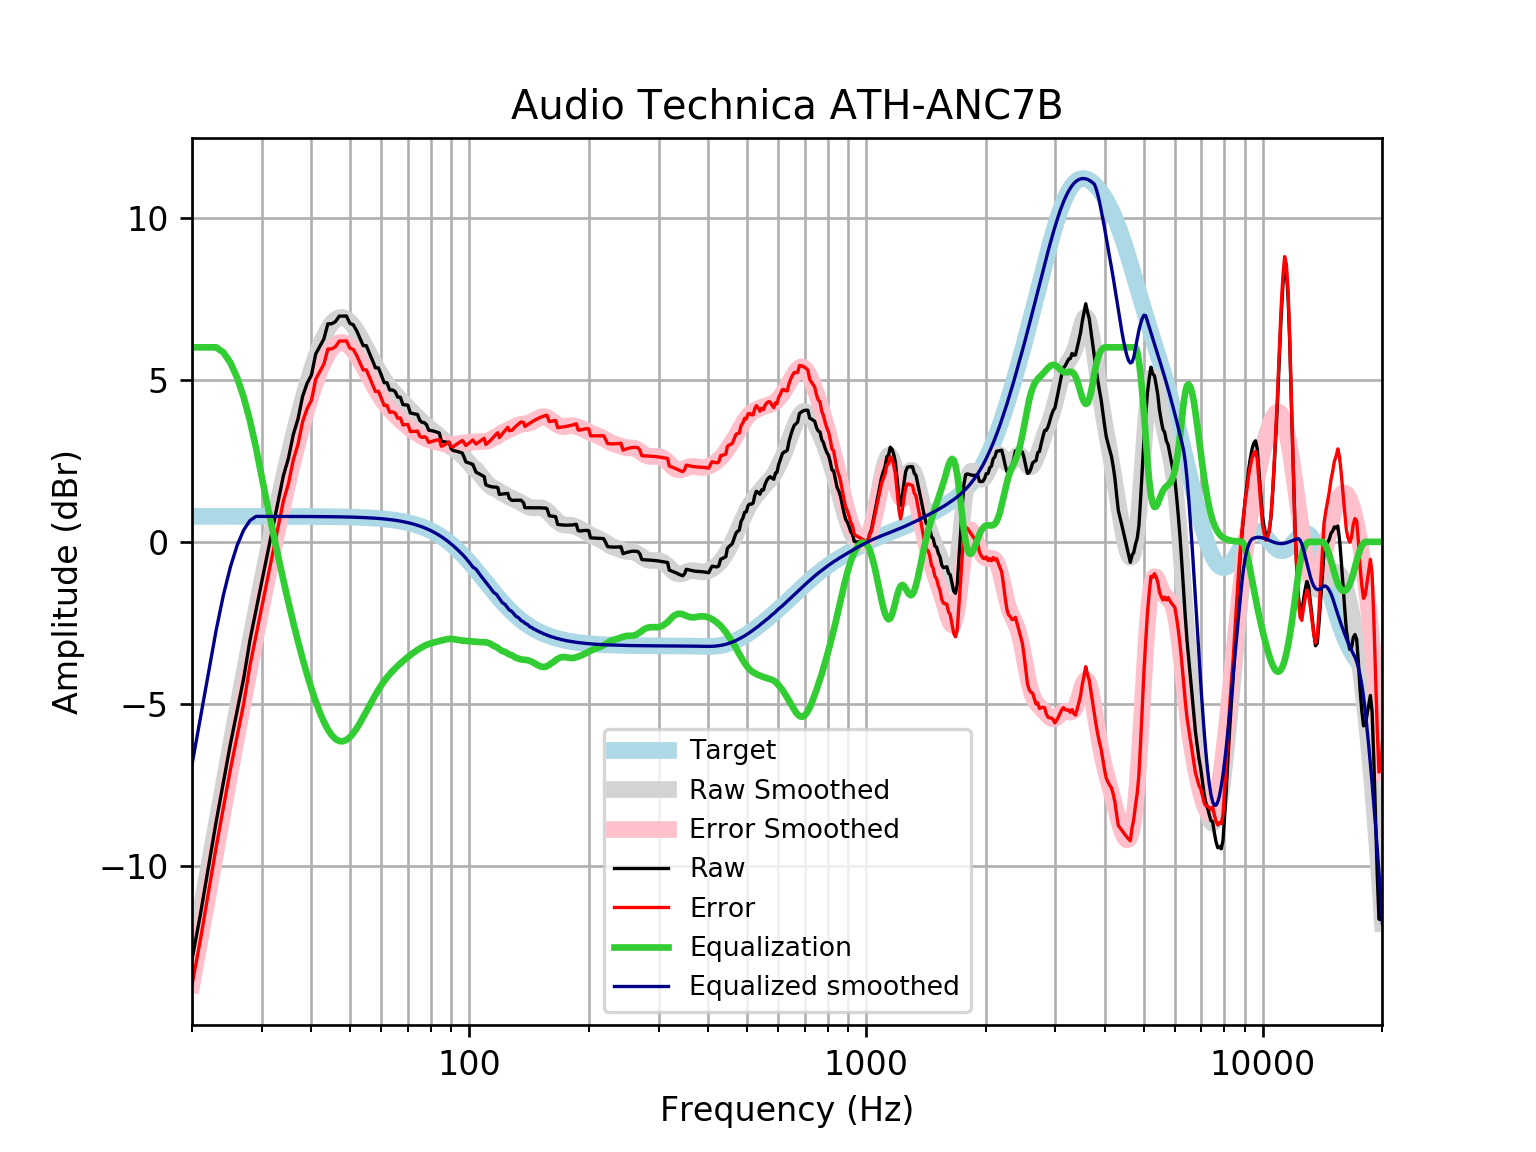 Audio Technica ATH-ANC7B
Amplitude (dBr)
10
5
0
−5
−10
Target
Raw Smoothed
Error Smoothed
Raw
Error
Equalization
Equalized smoothed
100 1000 10000
Frequency (Hz)